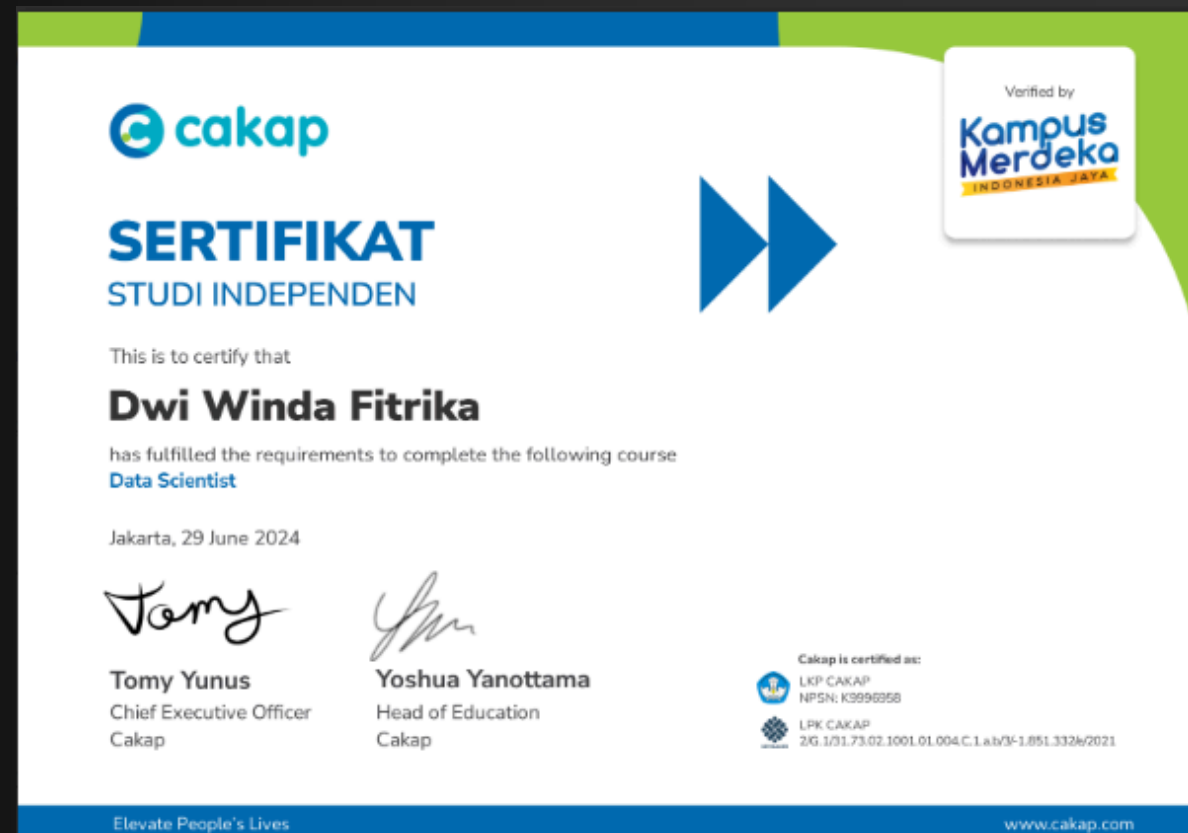 Verified by
Kampus
Merdeka
INDONESIA JAYA
cakap
SERTIFIKAT
STUDI INDEPENDEN
This is to certify that
Dwi Winda Fitrika
has fulfilled the requirements to complete the following course
Data Scientist
Jakarta, 29 June 2024
Tomy
Tomy Yunus
Chief Executive Officer
Cakap
Yoshua Yanottama
Head of Education
Cakap
Cakap is certified as:
LKP CAKAP
NPSN: K9996958
LPK CAKAP
Elevate People's Lives
www.cakap.com